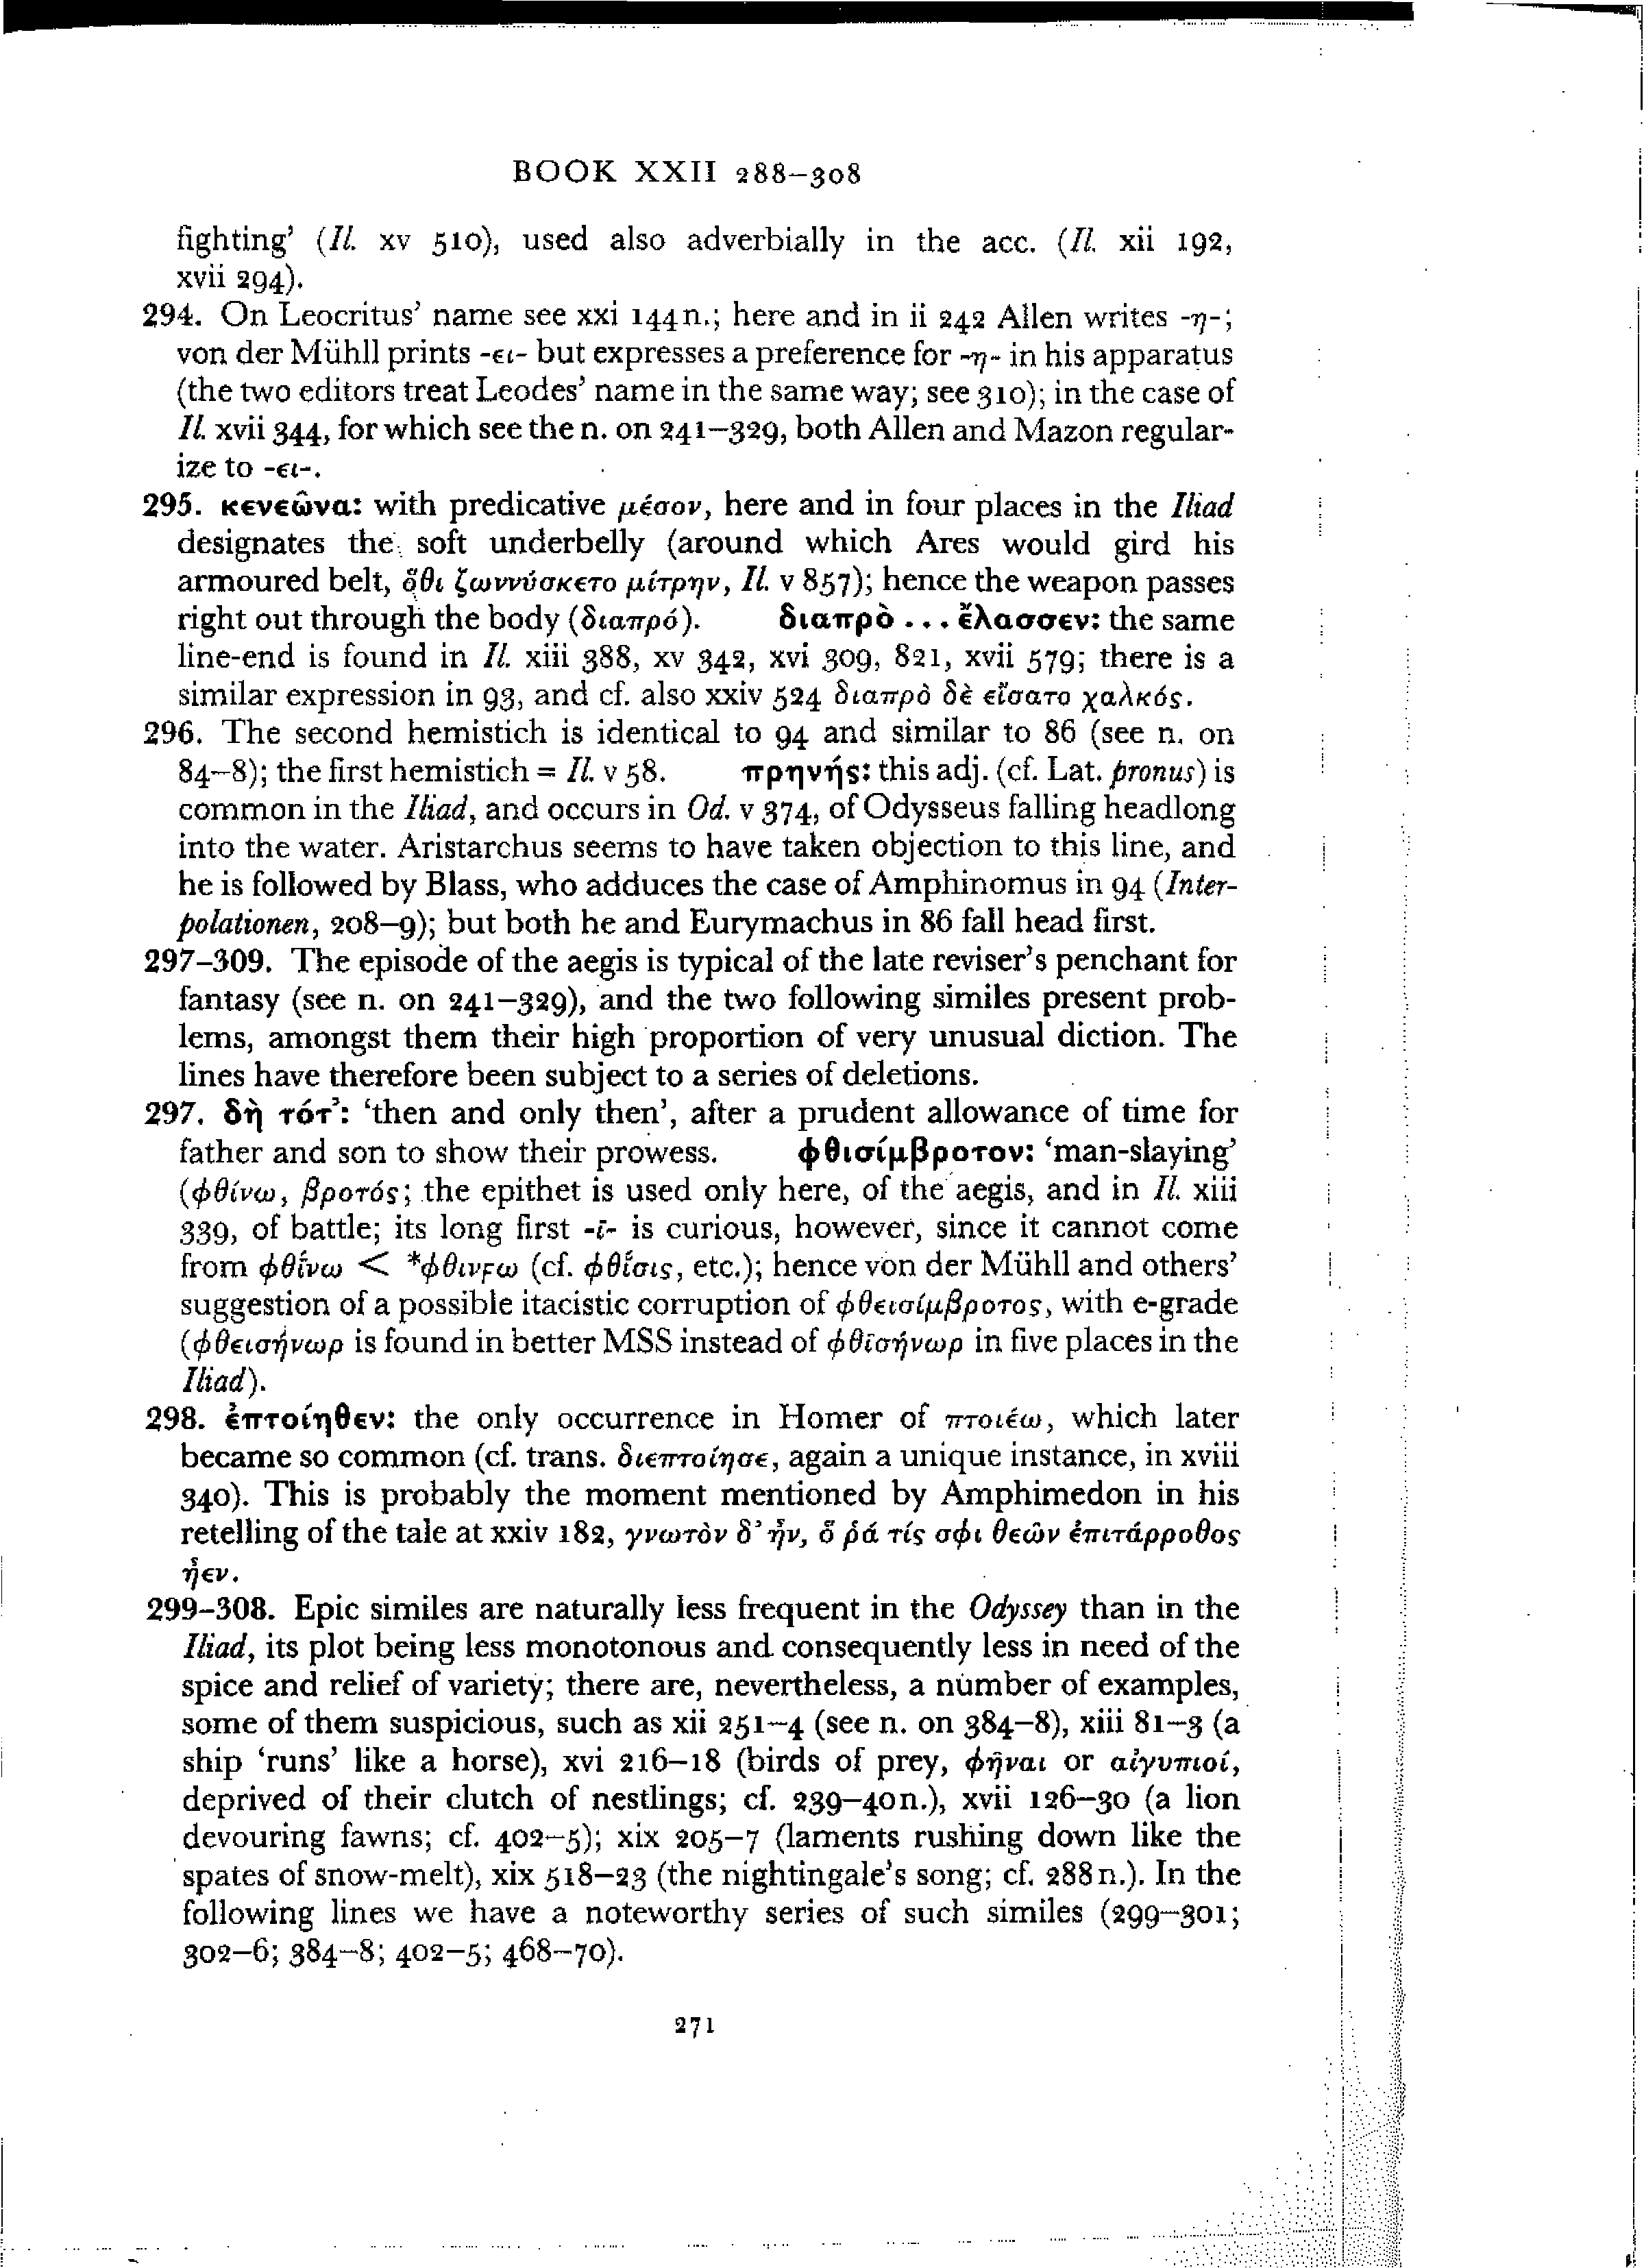 BOOK XXII 288–308
fighting’ (Il. xv 510), used also adverbially in the acc. (Il. xii 192,
xvii 294).
294. On Leocritus’ name see xxi 144 n.; here and in ii 242 Allen writes -η-;
von der Mühll prints -ει- but expresses a preference for -η- in his apparatus
(the two editors treat Leodes’ name in the same way; see 310); in the case of
Il. xvii 344, for which see the n. on 241–329, both Allen and Mazon regular-
ize to -ει-.
295. κενεῶνα: with predicative μέσον, here and in four places in the Iliad
designates the soft underbelly (around which Ares would gird his
armoured belt, ὅθι ζωννύσκετο μίτρην, Il. v 857); hence the weapon passes
right out through the body (διαπρό). διαπρὸ . . . ἔλασσεν: the same
line-end is found in Il. xiii 388, xv 342, xvi 309, 821, xvii 579; there is a
similar expression in 93, and cf. also xxiv 524 διαπρὸ δὲ εἴσατο χαλκός.
296. The second hemistich is identical to 94 and similar to 86 (see n. on
84–8); the first hemistich = Il. v 58. πρηνής: this adj. (cf. Lat. pronus) is
common in the Iliad, and occurs in Od. v 374, of Odysseus falling headlong
into the water. Aristarchus seems to have taken objection to this line, and
he is followed by Blass, who adduces the case of Amphinomus in 94 (Inter-
polationen, 208–9); but both he and Eurymachus in 86 fall head first.
297–309. The episode of the aegis is typical of the late reviser’s penchant for
fantasy (see n. on 241–329), and the two following similes present prob-
lems, amongst them their high proportion of very unusual diction. The
lines have therefore been subject to a series of deletions.
297. δὴ τότ’: ‘then and only then’, after a prudent allowance of time for
father and son to show their prowess. φθισίμβροτον: ‘man-slaying’
(φθίνω, βροτός; the epithet is used only here, of the aegis, and in Il. xiii
339, of battle; its long first -ῑ- is curious, however, since it cannot come
from φθῑ́νω < *φθινϝω (cf. φθῐ́σις, etc.); hence von der Mühll and others’
suggestion of a possible itacistic corruption of φθεισίμβροτος, with e-grade
(φθεισήνωρ is found in better MSS instead of φθῑσήνωρ in five places in the
Iliad).
298. ἐπτοίηθεν: the only occurrence in Homer of πτοιέω, which later
became so common (cf. trans. διεπτοίησε, again a unique instance, in xviii
340). This is probably the moment mentioned by Amphimedon in his
retelling of the tale at xxiv 182, γνωτὸν δ’ ἦν, ὅ ῥά τίς σφι θεῶν ἐπιτάρροθος
ἦεν.
299–308. Epic similes are naturally less frequent in the Odyssey than in the
Iliad, its plot being less monotonous and consequently less in need of the
spice and relief of variety; there are, nevertheless, a number of examples,
some of them suspicious, such as xii 251–4 (see n. on 384–8), xiii 81–3 (a
ship ‘runs’ like a horse), xvi 216–18 (birds of prey, φῆναι or αἰγυπιοί,
deprived of their clutch of nestlings; cf. 239–40 n.), xvii 126–30 (a lion
devouring fawns; cf. 402–5); xix 205–7 (laments rushing down like the
spates of snow-melt), xix 518–23 (the nightingale’s song; cf. 288 n.). In the
following lines we have a noteworthy series of such similes (299–301;
302–6; 384–8; 402–5; 468–70).
271